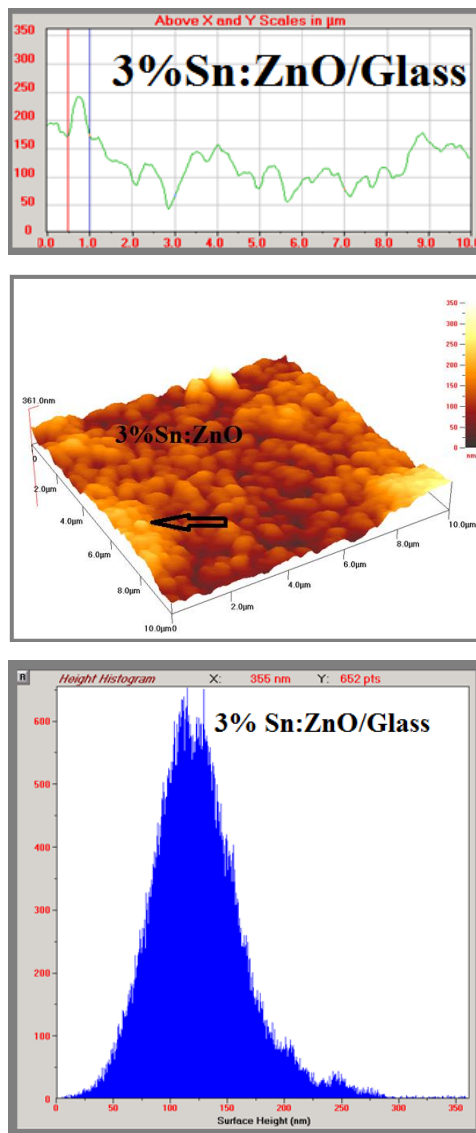 Above X and Y Scales in µm
3%Sn:ZnO/Glass
350
300
250
200
150
100
50
0
0.0 1.0 2.0 3.0 4.0 5.0 6.0 7.0 8.0 9.0 10.0
350
300
250
200
150
100
50
0
nm
361.0nm
3%Sn:ZnO
0
2.0µm
4.0µm
6.0µm
8.0µm
10.0µm
0
2.0µm
4.0µm
6.0µm
8.0µm
10.0µm
R Height Histogram X: 355 nm Y: 652 pts
3% Sn:ZnO/Glass
600
500
400
300
200
100
0
0 50 100 150 200 250 300 350
Surface Height (nm)